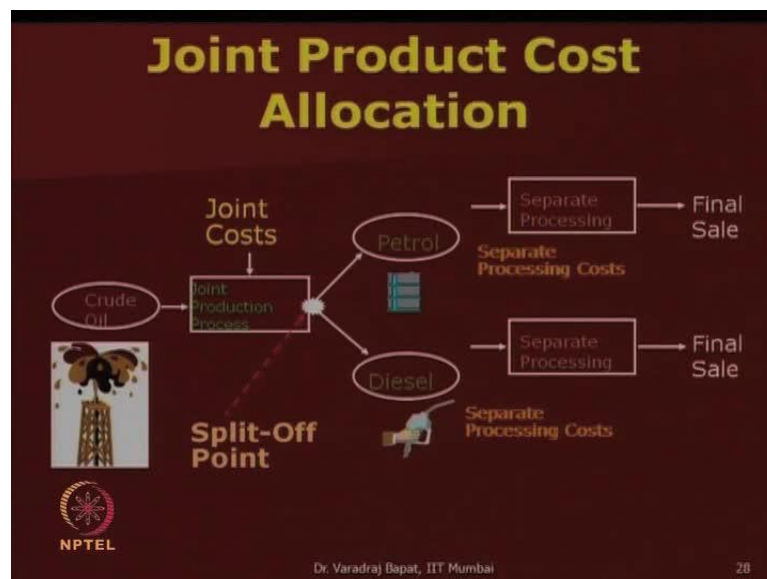 Joint Product Cost
Allocation
Joint
Costs
Crude
Oil
Joint
Production
Process
Split-Off
Point
Petrol
Separate
Processing
Final
Sale
Separate
Processing Costs
Diesel
Separate
Processing
Final
Sale
Separate
Processing Costs
NPTEL
Dr. Varadraj Bapat, IIT Mumbai
28